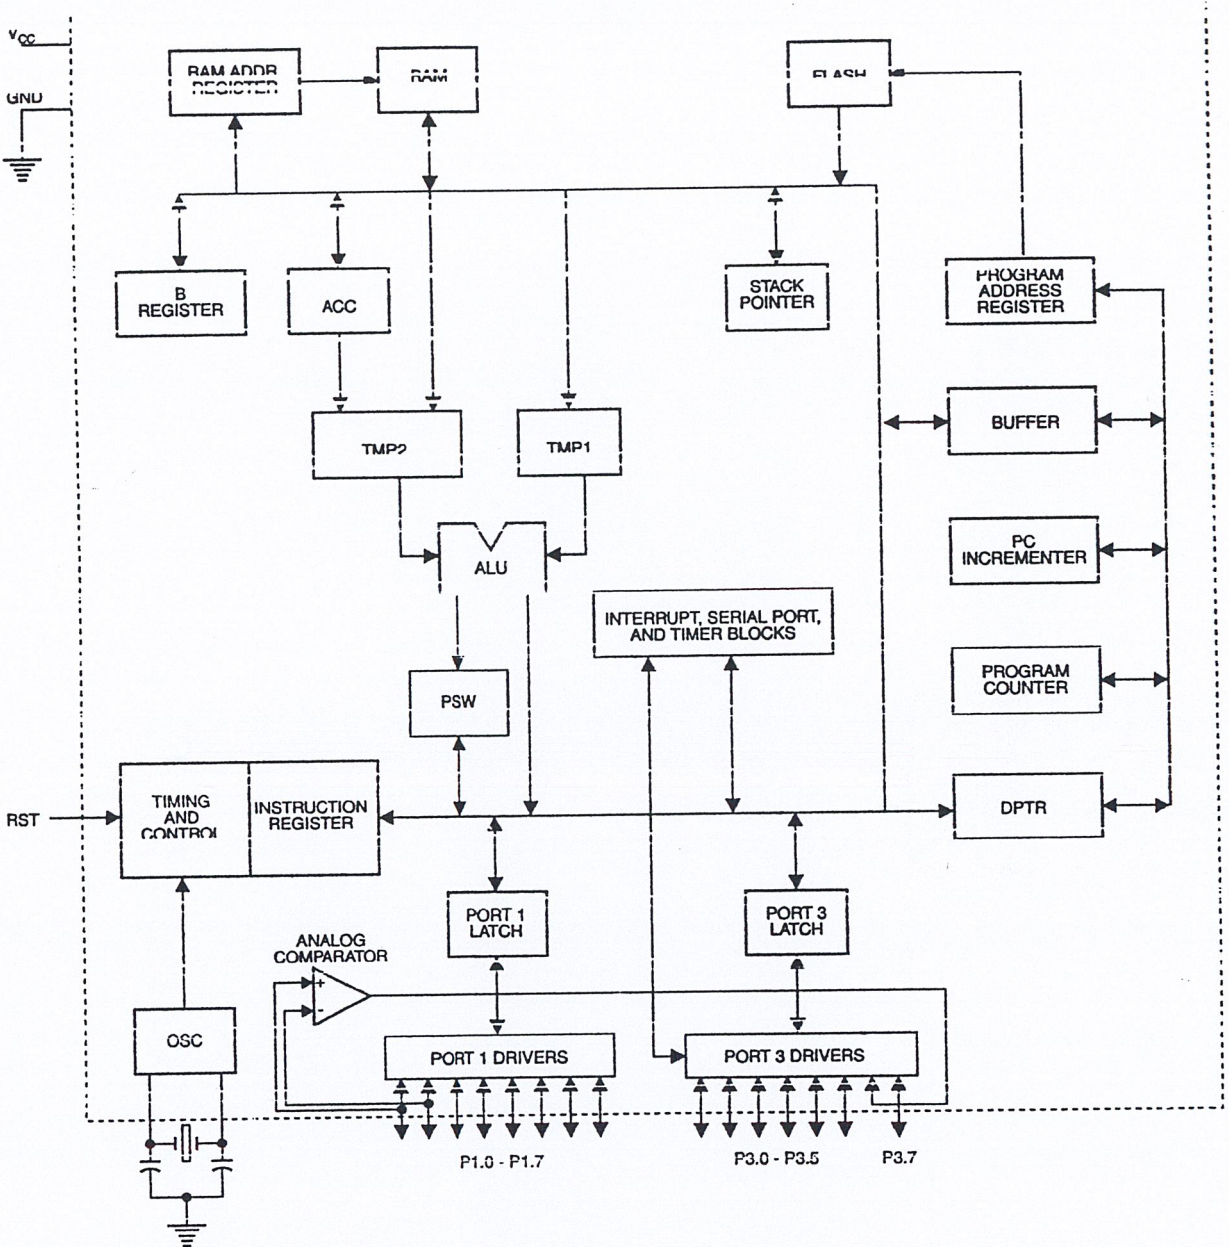 VCC
RAM ADDR
REGISTER
RAM
FLASH
GND
B
REGISTER
ACC
STACK
POINTER
PROGRAM
ADDRESS
REGISTER
TMP2
TMP1
BUFFER
ALU
PC
INCREMENTER
INTERRUPT, SERIAL PORT,
AND TIMER BLOCKS
PSW
PROGRAM
COUNTER
RST
TIMING
AND
CONTROL
INSTRUCTION
REGISTER
DPTR
PORT 1
LATCH
PORT 3
LATCH
ANALOG
COMPARATOR
+
-
OSC
PORT 1 DRIVERS
PORT 3 DRIVERS
P1.0 - P1.7
P3.0 - P3.5
P3.7